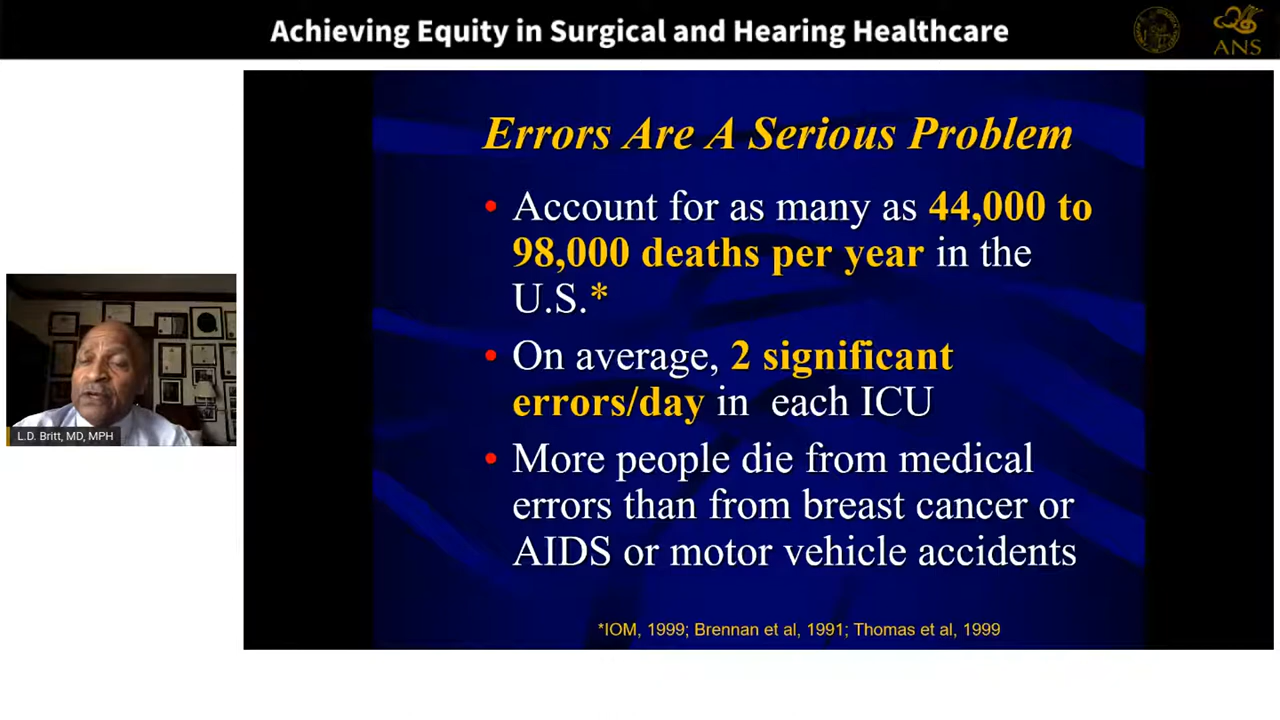 Achieving Equity in Surgical and Hearing Healthcare
ANS
Errors Are A Serious Problem
• Account for as many as 44,000 to
98,000 deaths per year in the
U.S.*
• On average, 2 significant
errors/day in each ICU
• More people die from medical
errors than from breast cancer or
AIDS or motor vehicle accidents
*IOM, 1999; Brennan et al, 1991; Thomas et al, 1999
L.D. Britt, MD, MPH